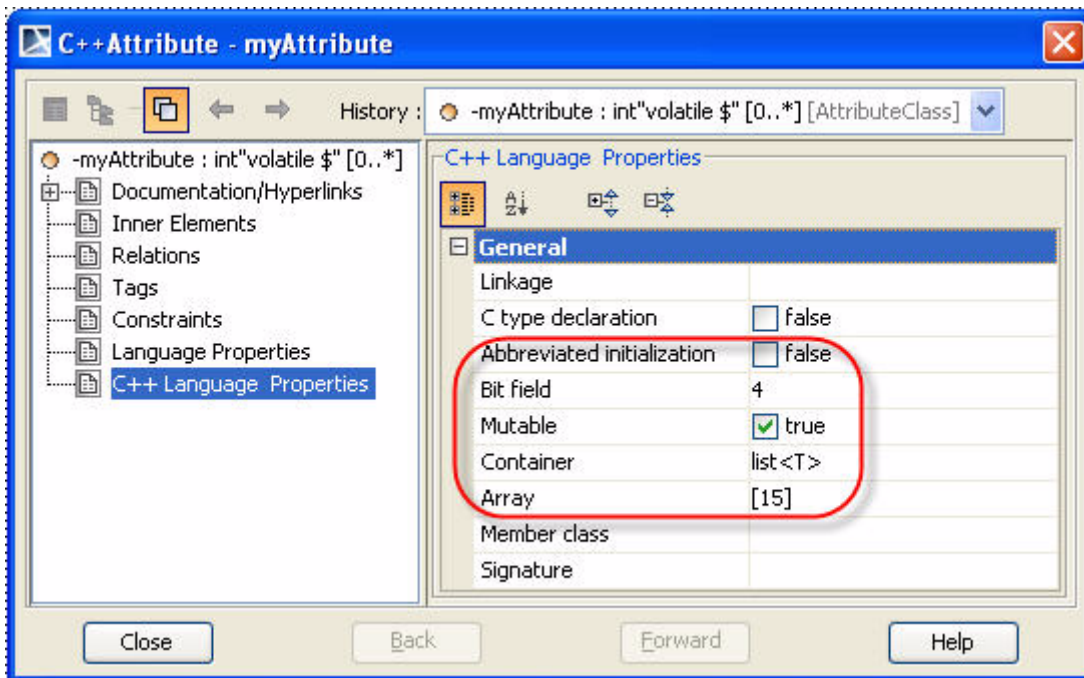 C++Attribute - myAttribute
History : -myAttribute : int"volatile $" [0..*] [AttributeClass]
-myAttribute : int"volatile $" [0..*]
Documentation/Hyperlinks
Inner Elements
Relations
Tags
Constraints
Language Properties
C++ Language Properties
C++ Language Properties
General
Linkage
C type declaration false
Abbreviated initialization false
Bit field 4
Mutable true
Container list<T>
Array [15]
Member class
Signature
Close Back Forward Help